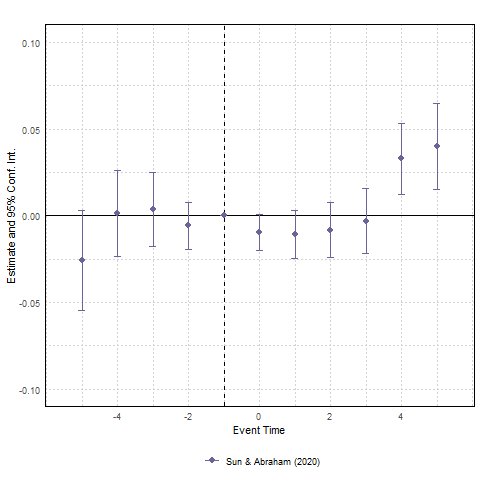 0.10
0.05
0.00
-0.05
-0.10
Estimate and 95% Conf. Int.
-4 -2 0 2 4
Event Time
Sun & Abraham (2020)